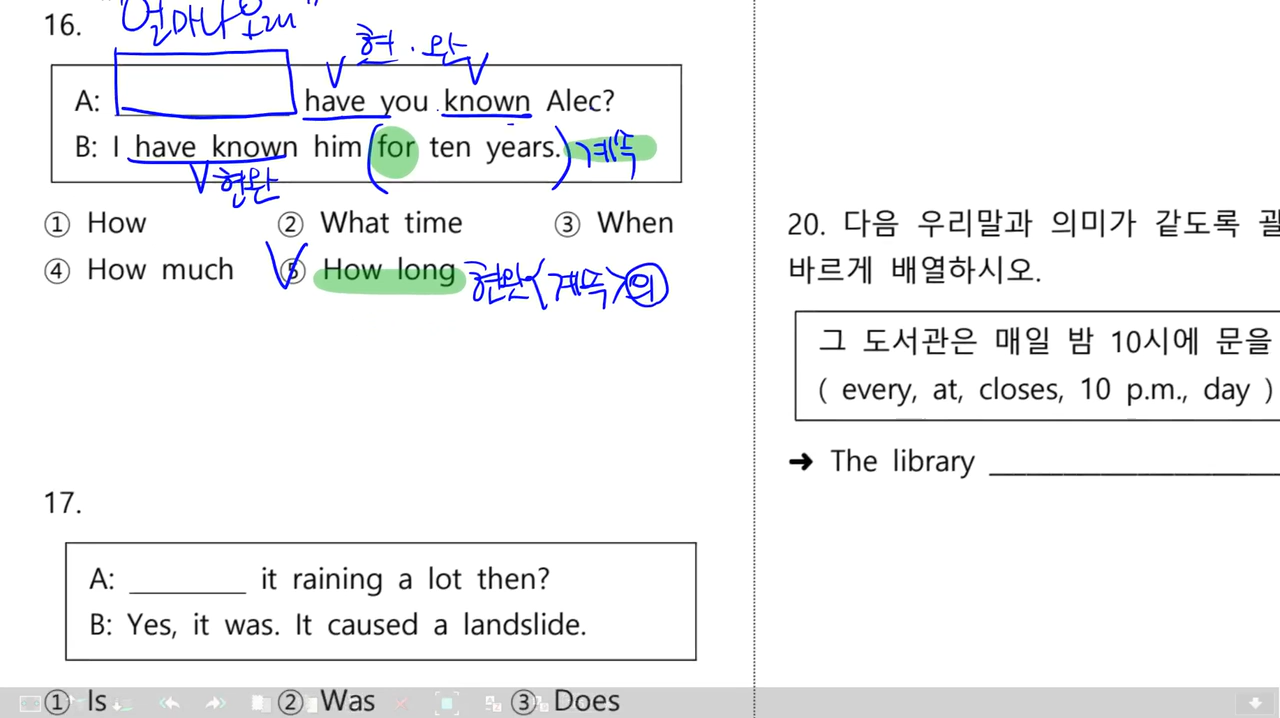 16. "얼마나 오래"
현 . 완
A: have you known Alec?
B: I have known him (for ten years.) 계속
현완
① How ② What time ③ When
④ How much ⑤ How long 현완<계속>의
17.
A: ________ it raining a lot then?
B: Yes, it was. It caused a landslide.
① Is ② Was ③ Does
20. 다음 우리말과 의미가 같도록
바르게 배열하시오.
그 도서관은 매일 밤 10시에 문을
( every, at, closes, 10 p.m., day )
➜ The library ____________________